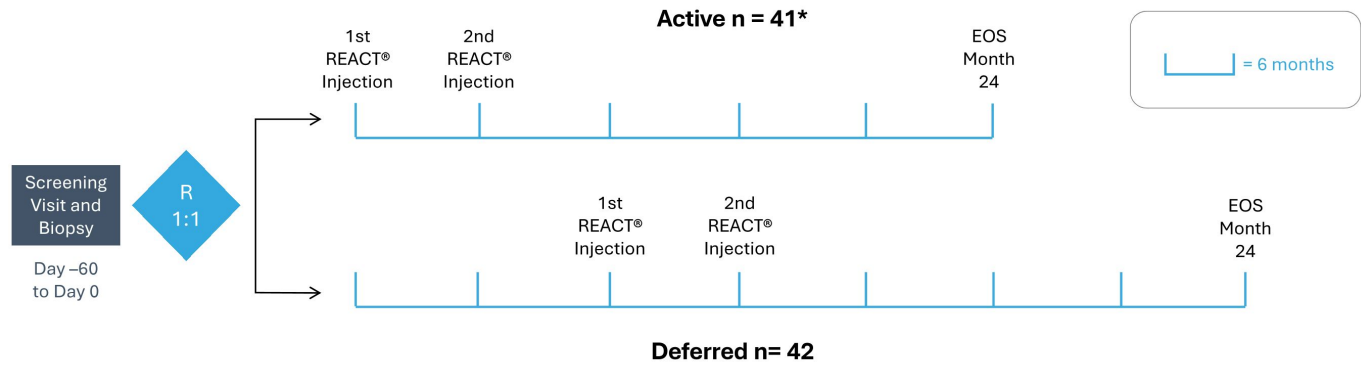 Active n = 41*
1st
REACT®
Injection
2nd
REACT®
Injection
EOS
Month
24
= 6 months
Screening
Visit and
Biopsy
R
1:1
Day –60
to Day 0
1st
REACT®
Injection
2nd
REACT®
Injection
EOS
Month
24
Deferred n= 42